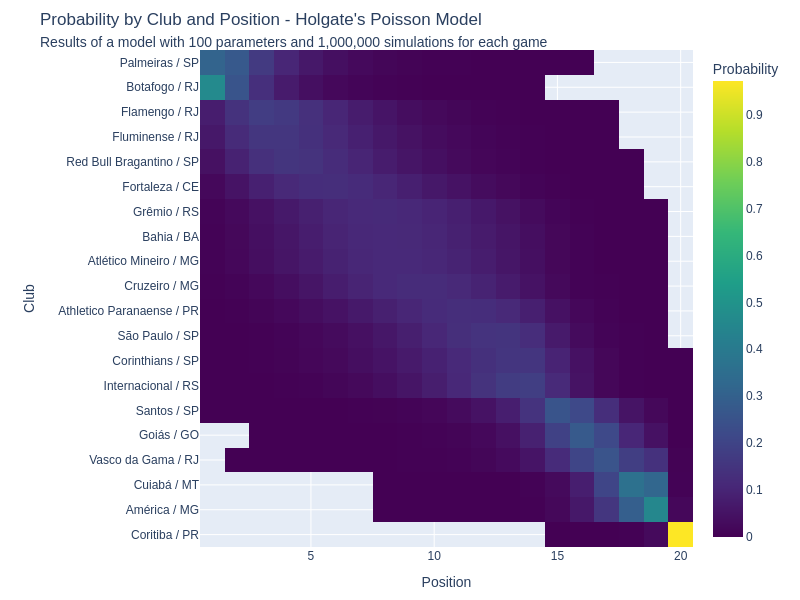 Probability by Club and Position - Holgate's Poisson Model
Results of a model with 100 parameters and 1,000,000 simulations for each game
Probability
Club
Palmeiras / SP
Botafogo / RJ
Flamengo / RJ
Fluminense / RJ
Red Bull Bragantino / SP
Fortaleza / CE
Grêmio / RS
Bahia / BA
Atlético Mineiro / MG
Cruzeiro / MG
Athletico Paranaense / PR
São Paulo / SP
Corinthians / SP
Internacional / RS
Santos / SP
Goiás / GO
Vasco da Gama / RJ
Cuiabá / MT
América / MG
Coritiba / PR
0.9
0.8
0.7
0.6
0.5
0.4
0.3
0.2
0.1
0
5 10 15 20
Position